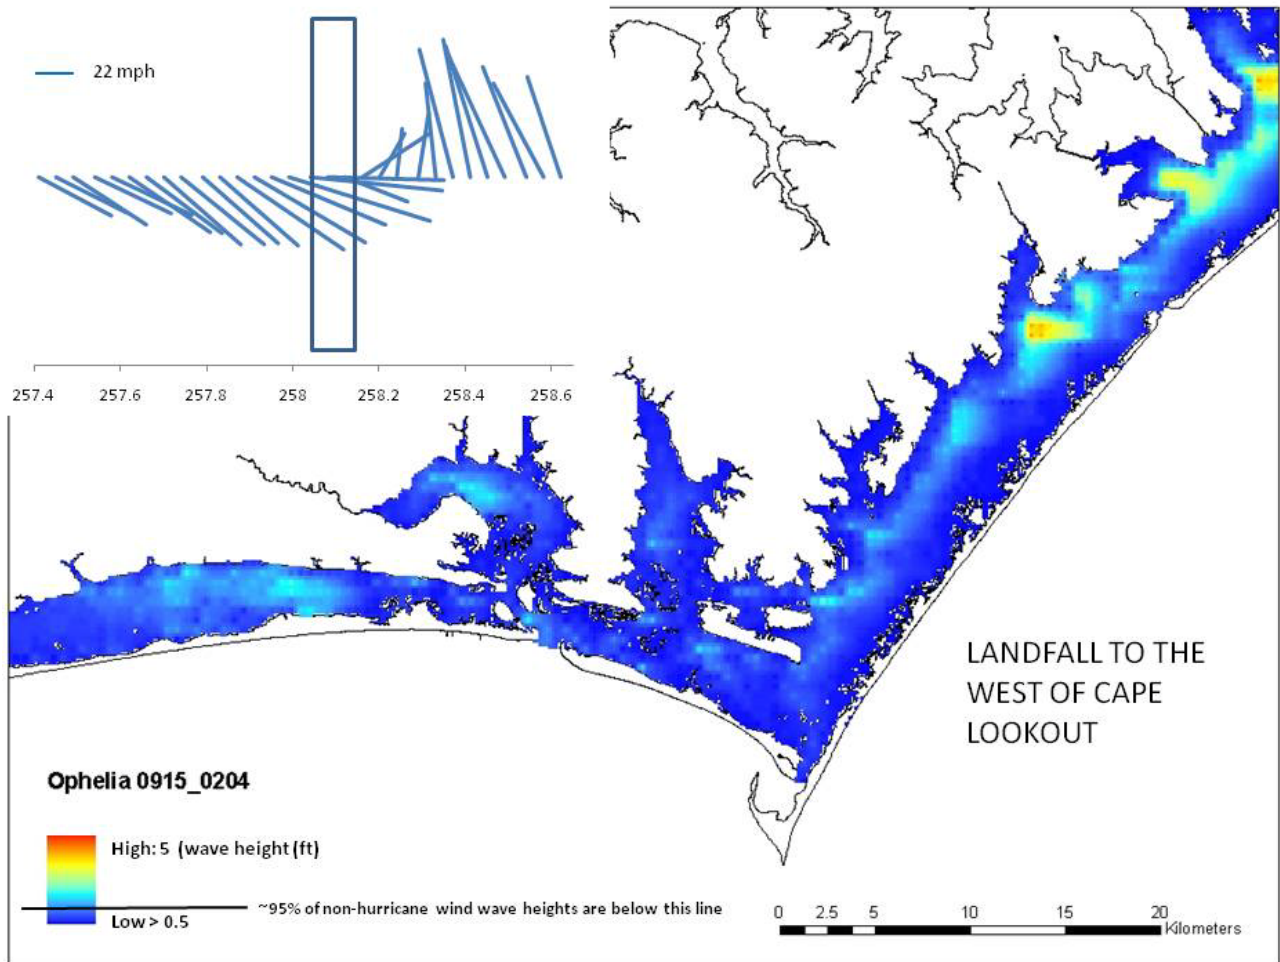 22 mph
257.4 257.6 257.8 258 258.2 258.4 258.6
LANDFALL TO THE
WEST OF CAPE
LOOKOUT
Ophelia 0915_0204
High: 5 (wave height (ft)
~95% of non-hurricane wind wave heights are below this line
Low > 0.5
0 2.5 5 10 15 20
Kilometers